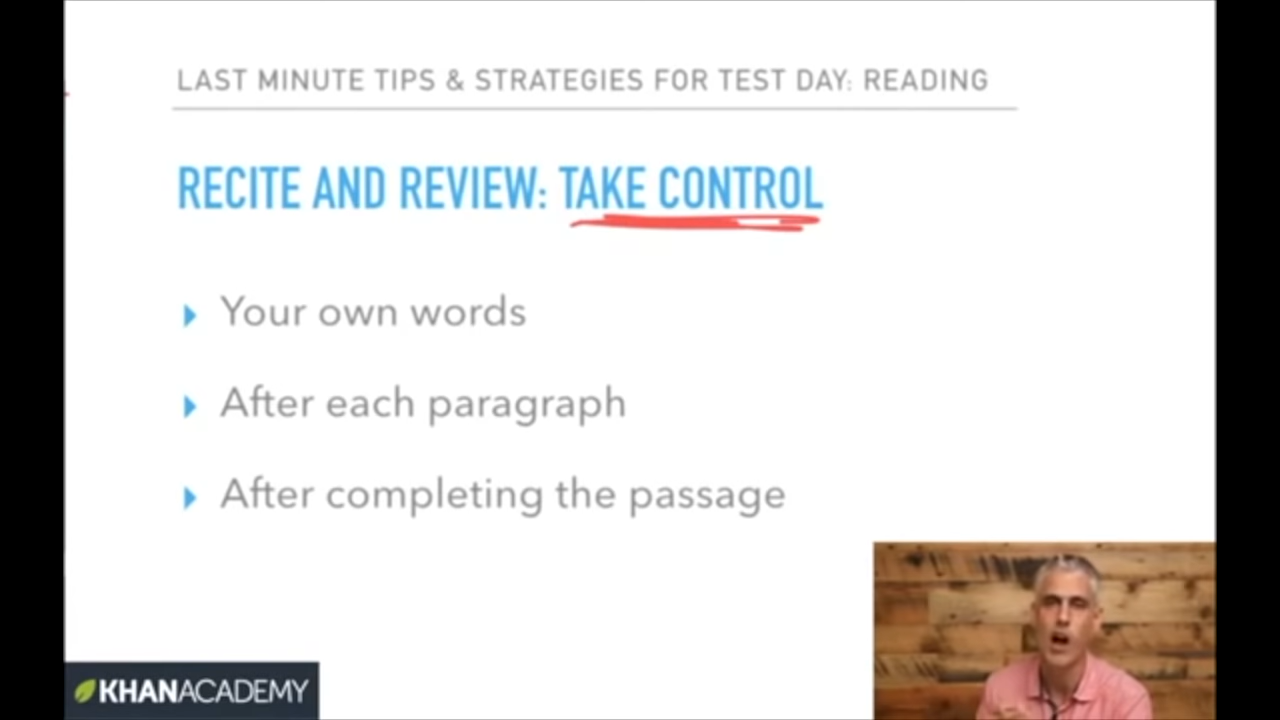 LAST MINUTE TIPS & STRATEGIES FOR TEST DAY: READING
RECITE AND REVIEW: TAKE CONTROL
Your own words
After each paragraph
After completing the passage
KHANACADEMY